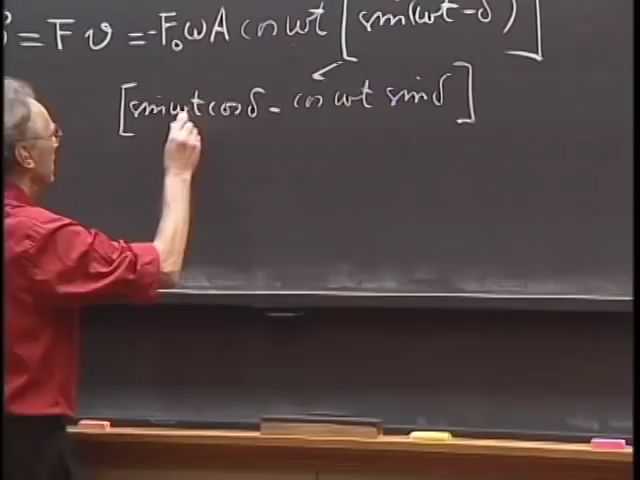 = F v = -F₀ωA cos ωt [sin(ωt - δ)]
[sin ωt cos δ - cos ωt sin δ]